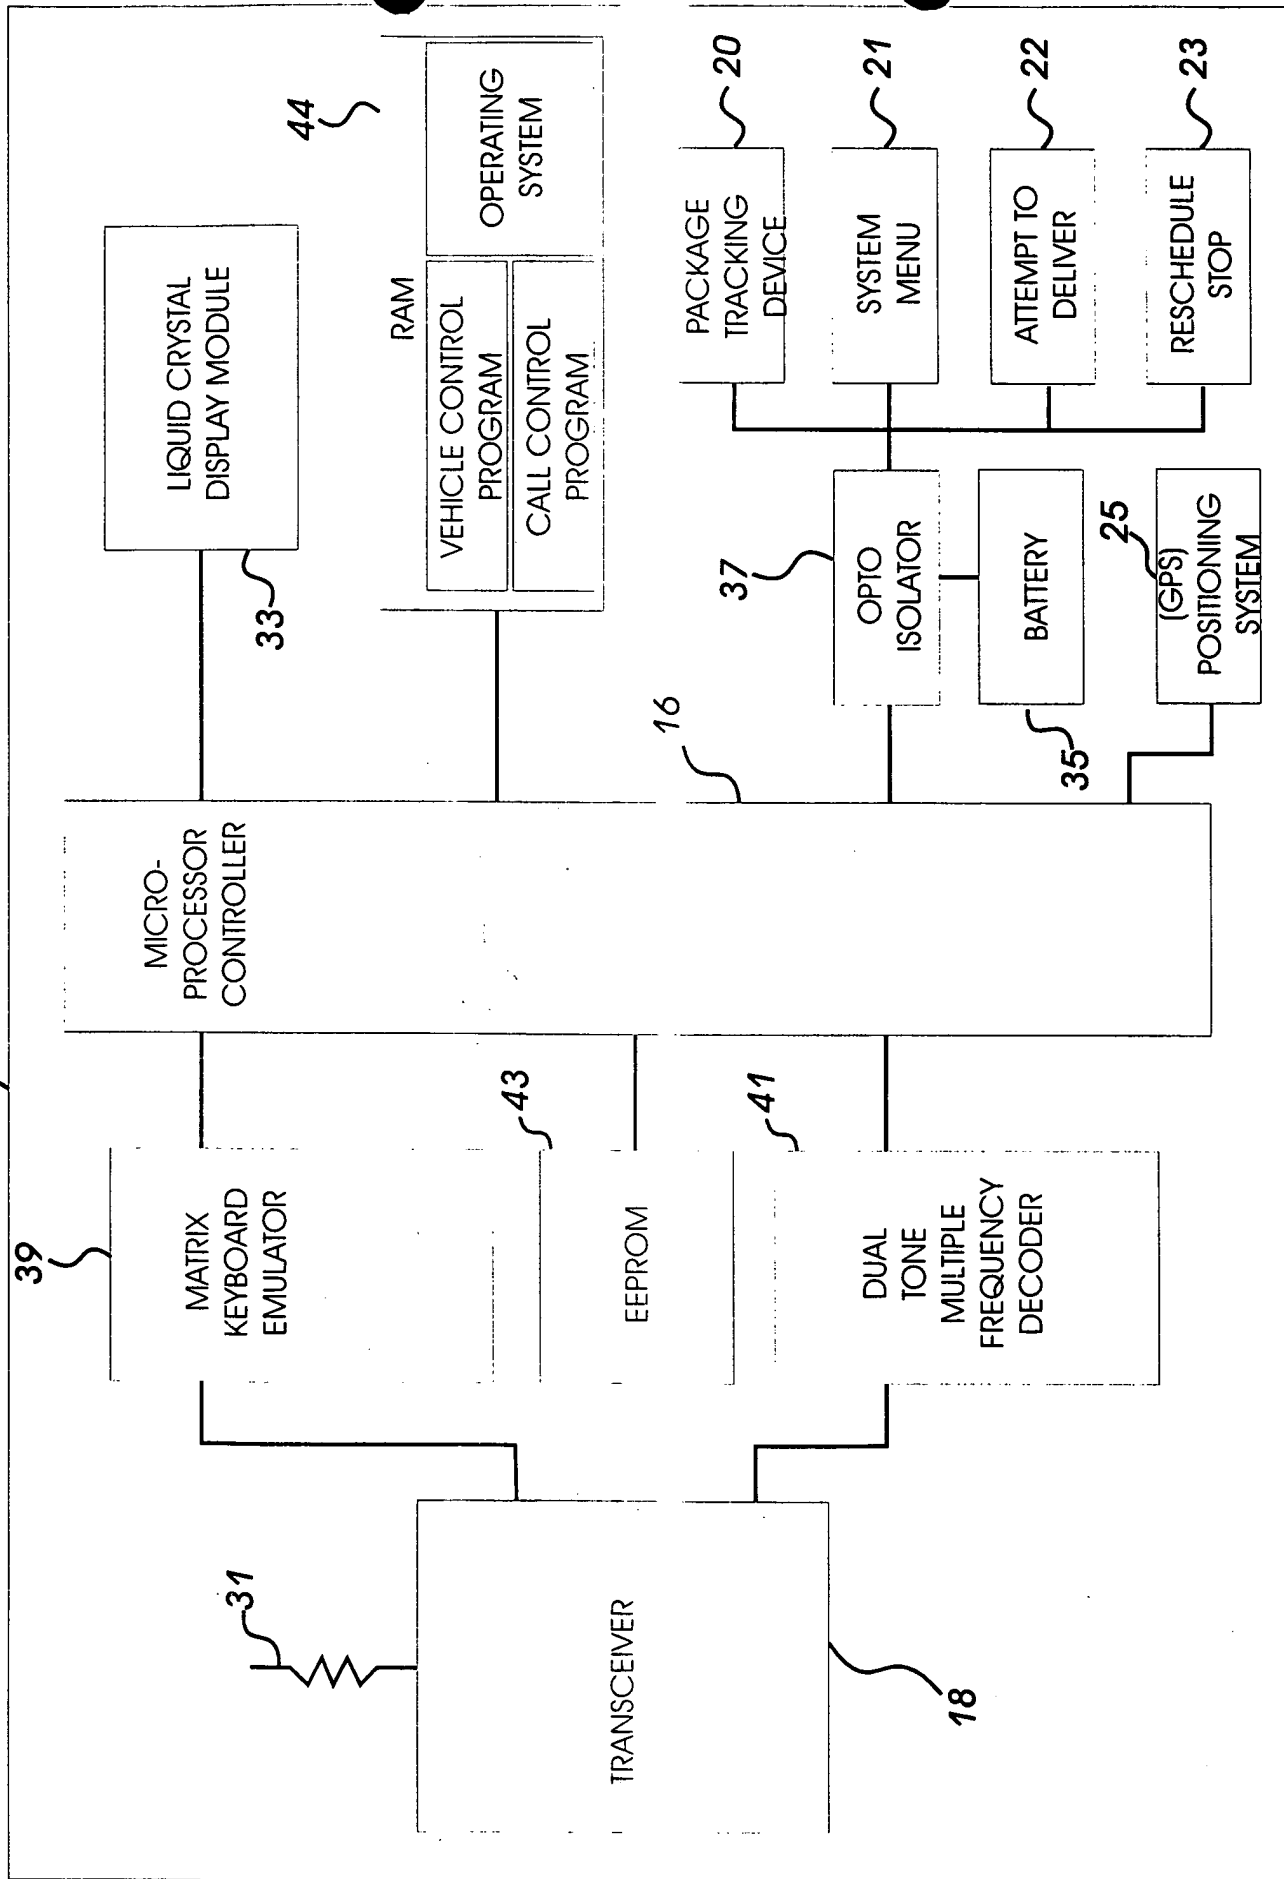 39
MATRIX
KEYBOARD
EMULATOR
MICRO-
PROCESSOR
CONTROLLER
LIQUID CRYSTAL
DISPLAY MODULE
33
44
RAM
VEHICLE CONTROL
PROGRAM
CALL CONTROL
PROGRAM
OPERATING
SYSTEM
31
TRANSCEIVER
18
43
EEPROM
41
DUAL
TONE
MULTIPLE
FREQUENCY
DECODER
16
37
OPTO
ISOLATOR
BATTERY
35
25
(GPS)
POSITIONING
SYSTEM
PACKAGE
TRACKING
DEVICE
20
SYSTEM
MENU
21
ATTEMPT TO
DELIVER
22
RESCHEDULE
STOP
23